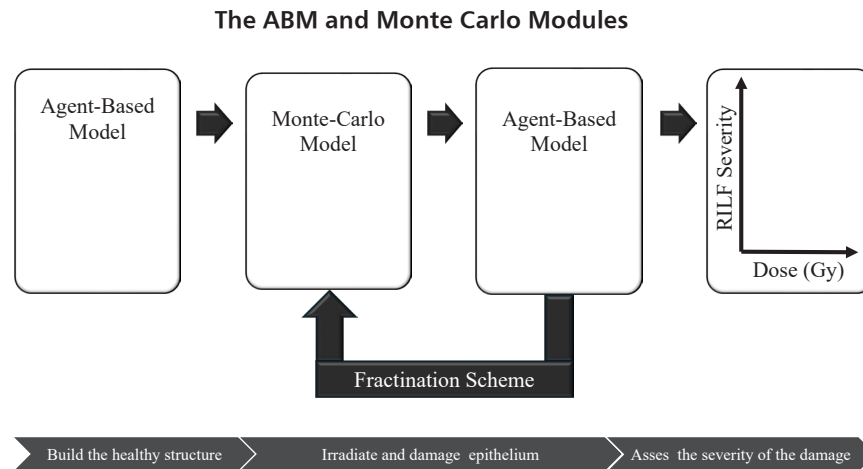 The ABM and Monte Carlo Modules
Agent-Based
Model
Monte-Carlo
Model
Agent-Based
Model
RILF Severity
Dose (Gy)
Fractination Scheme
Build the healthy structure
Irradiate and damage epithelium
Asses the severity of the damage